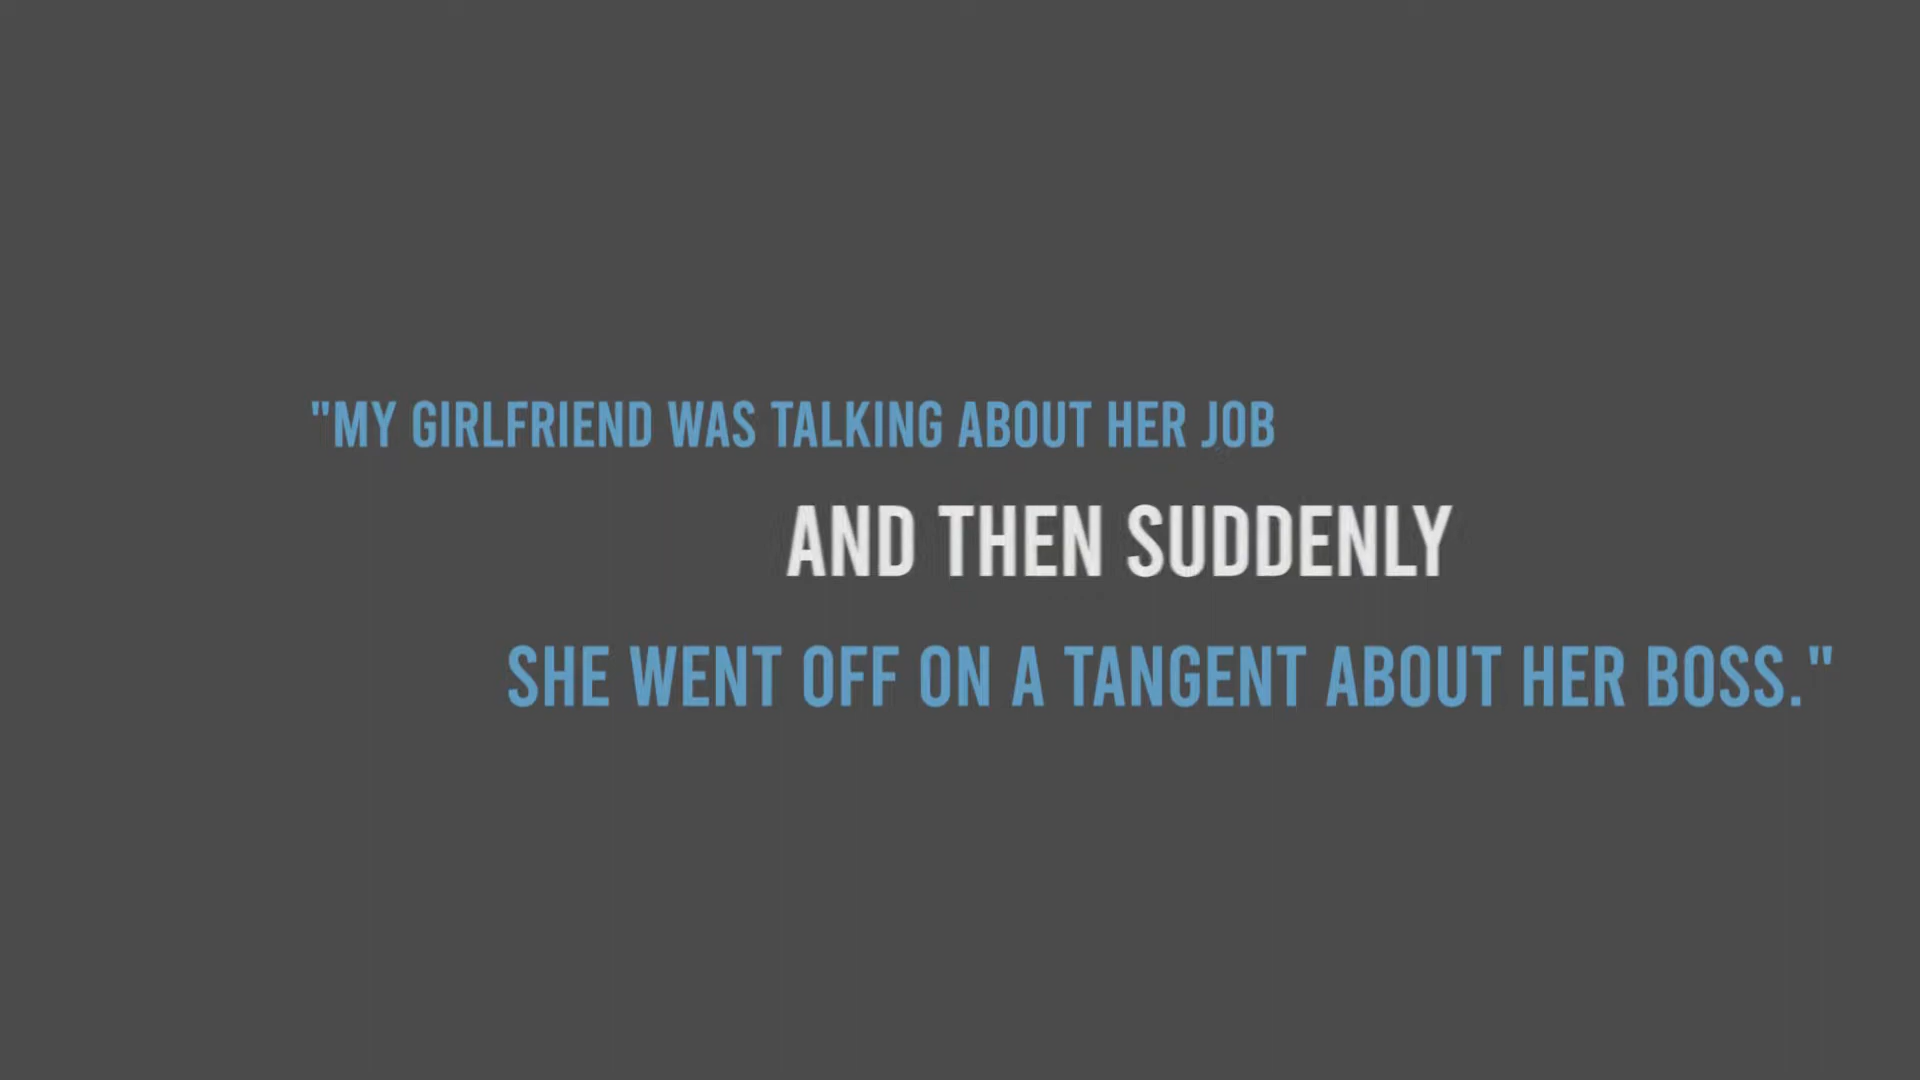 "MY GIRLFRIEND WAS TALKING ABOUT HER JOB
AND THEN SUDDENLY
SHE WENT OFF ON A TANGENT ABOUT HER BOSS."